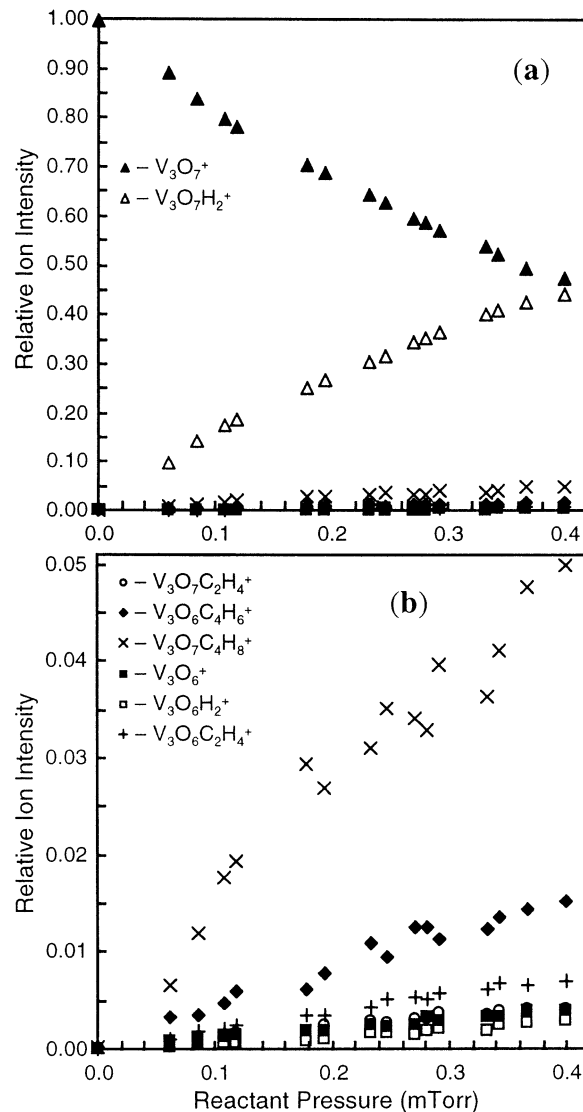 1.00
(a)
0.90
0.80
0.70
▲ – V₃O₇⁺
△ – V₃O₇H₂⁺
0.60
0.50
0.40
0.30
0.20
0.10
0.00
0.0 0.1 0.2 0.3 0.4
Relative Ion Intensity
0.05
(b)
○ – V₃O₇C₂H₄⁺
◆ – V₃O₆C₄H₆⁺
× – V₃O₇C₄H₈⁺
■ – V₃O₆⁺
□ – V₃O₆H₂⁺
+ – V₃O₆C₂H₄⁺
0.04
0.03
0.02
0.01
0.00
0.0 0.1 0.2 0.3 0.4
Relative Ion Intensity
Reactant Pressure (mTorr)